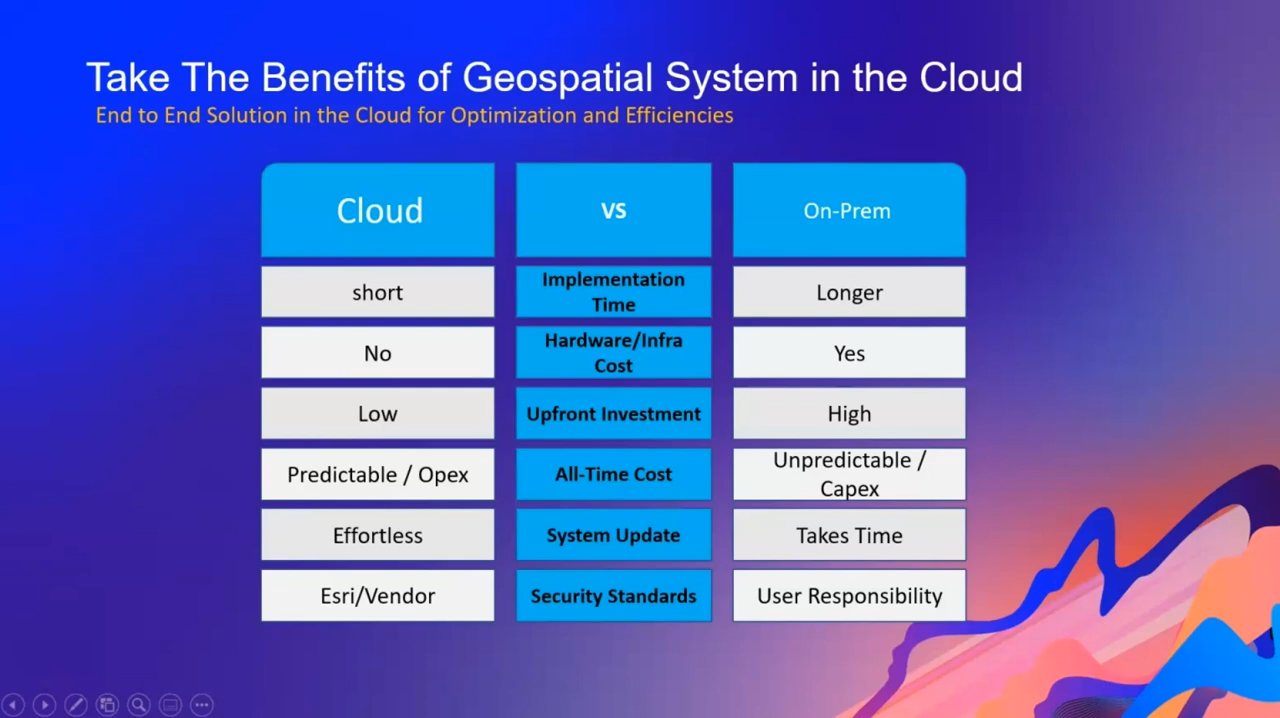 Take The Benefits of Geospatial System in the Cloud
End to End Solution in the Cloud for Optimization and Efficiencies
Cloud
VS
On-Prem
short
Implementation
Time
Longer
No
Hardware/Infra
Cost
Yes
Low
Upfront Investment
High
Predictable / Opex
All-Time Cost
Unpredictable /
Capex
Effortless
System Update
Takes Time
Esri/Vendor
Security Standards
User Responsibility